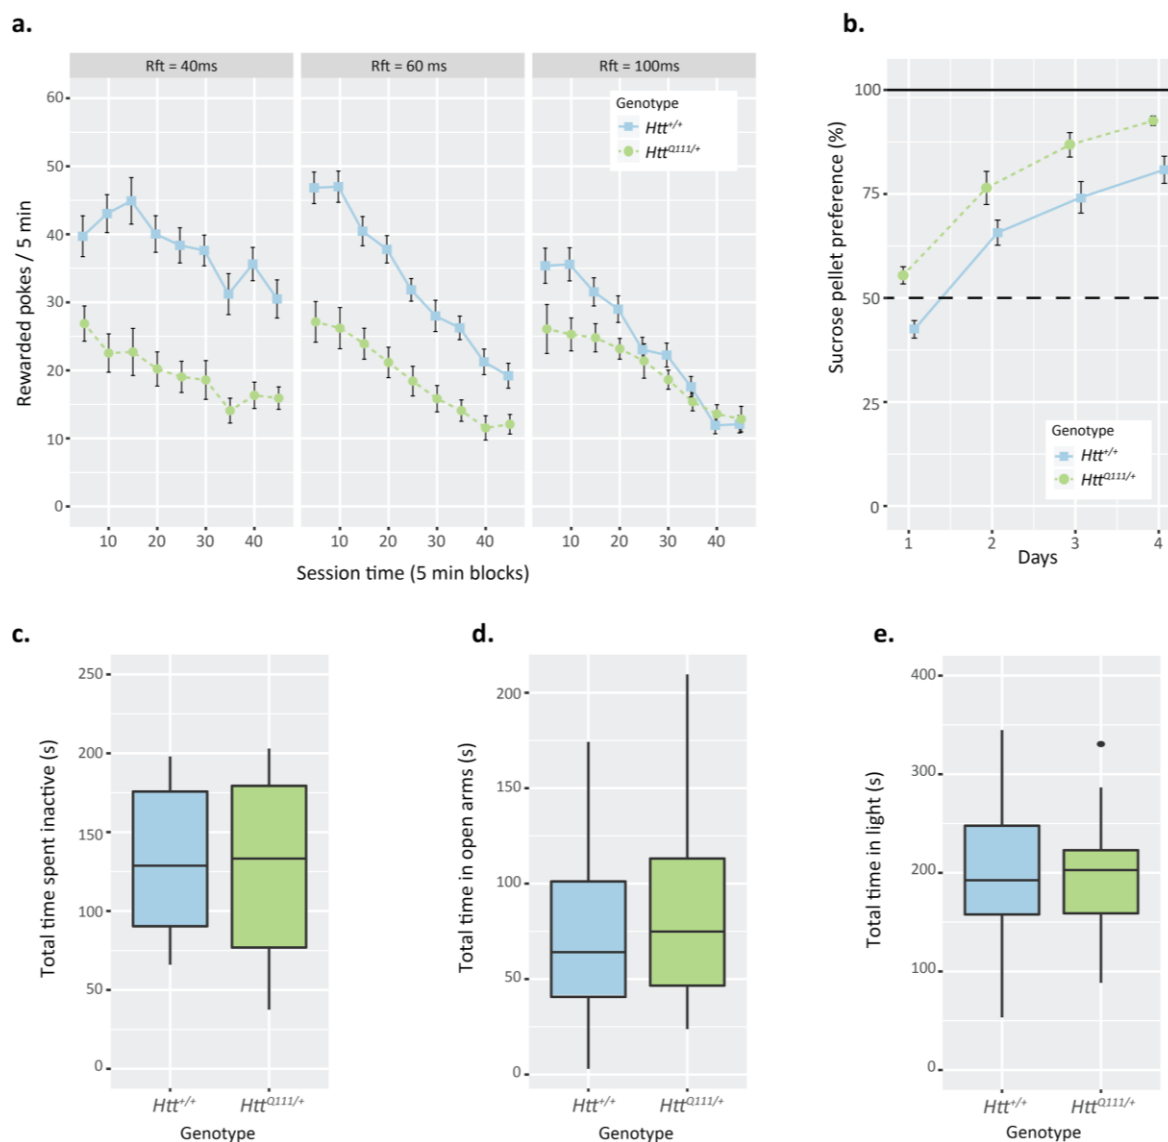 a.
Rft = 40ms
Rft = 60 ms
Rft = 100ms
Genotype
Htt+/+
HttQ111/+
60
50
40
30
20
10
0
Rewarded pokes / 5 min
10 20 30 40
10 20 30 40
10 20 30 40
Session time (5 min blocks)
b.
100
75
50
25
0
Sucrose pellet preference (%)
Genotype
Htt+/+
HttQ111/+
1 2 3 4
Days
c.
250
200
150
100
50
0
Total time spent inactive (s)
Htt+/+ HttQ111/+
Genotype
d.
200
150
100
50
0
Total time in open arms (s)
Htt+/+ HttQ111/+
Genotype
e.
400
300
200
100
0
Total time in light (s)
Htt+/+ HttQ111/+
Genotype